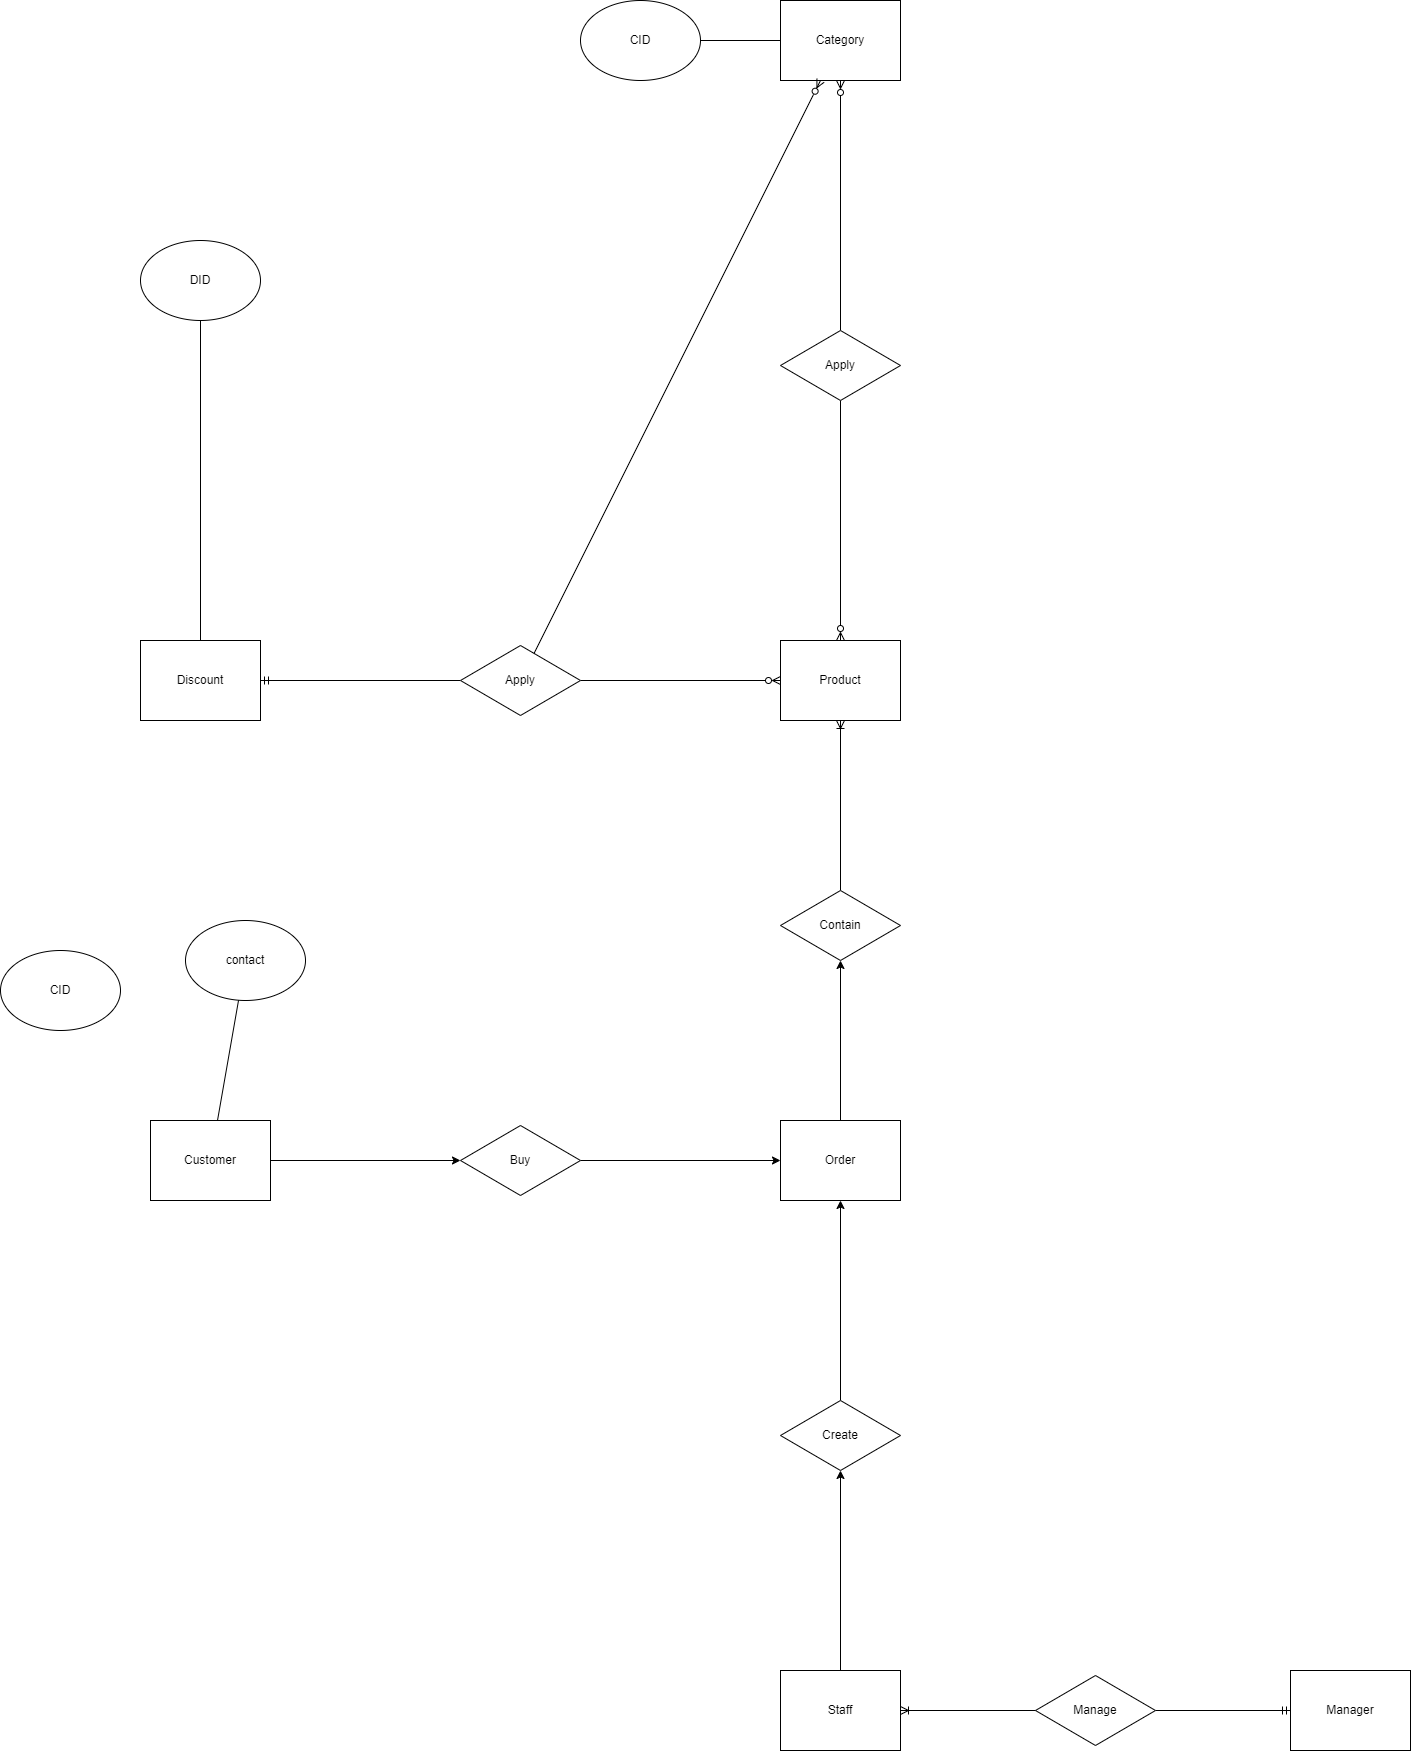 CID
Category
DID
Apply
Discount
Apply
Product
Contain
contact
CID
Customer
Buy
Order
Create
Staff
Manage
Manager